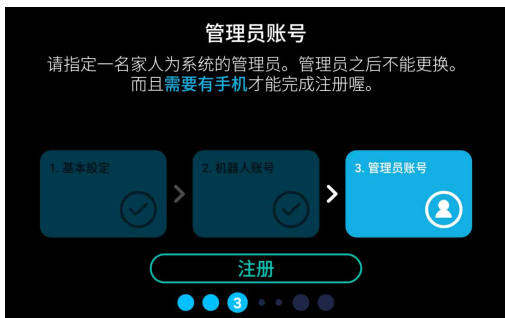 管理员账号
请指定一名家人为系统的管理员。管理员之后不能更换。
而且需要有手机才能完成注册喔。
1. 基本設定
2. 机器人账号
3. 管理员账号
注册
3